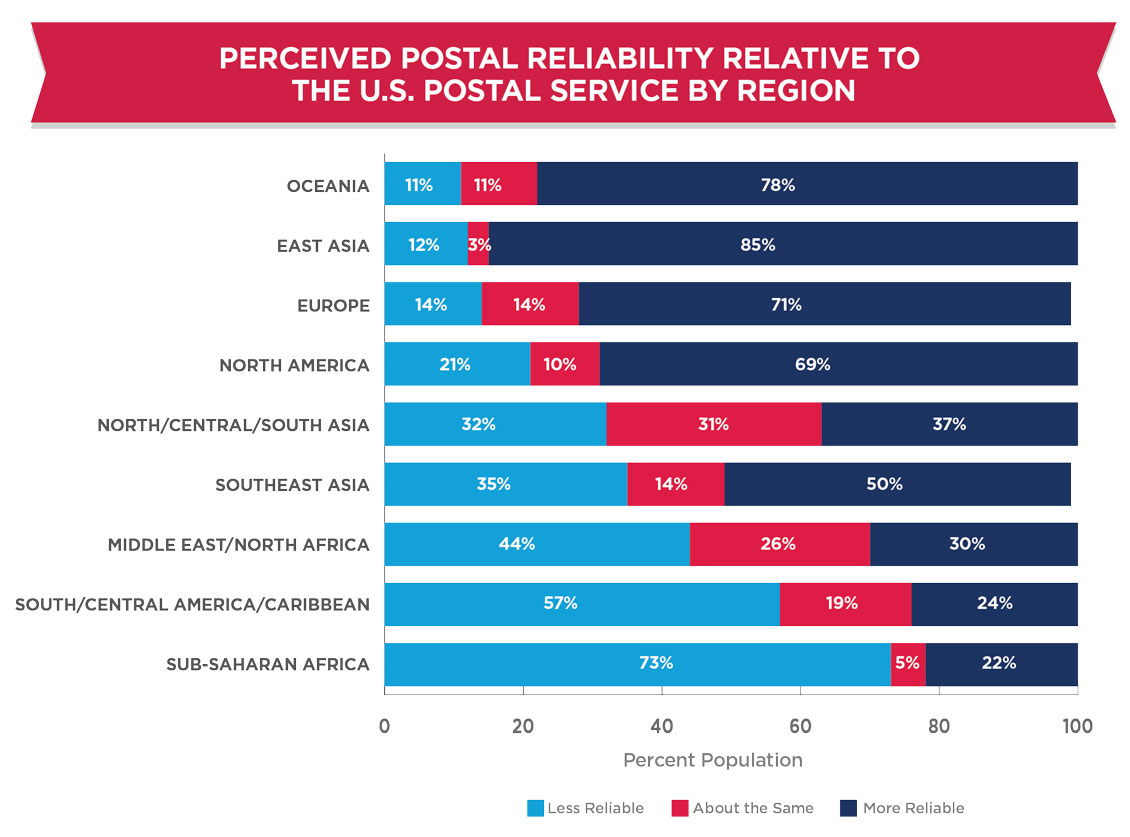 PERCEIVED POSTAL RELIABILITY RELATIVE TO
THE U.S. POSTAL SERVICE BY REGION
OCEANIA 11% 11% 78%
EAST ASIA 12% 3% 85%
EUROPE 14% 14% 71%
NORTH AMERICA 21% 10% 69%
NORTH/CENTRAL/SOUTH ASIA 32% 31% 37%
SOUTHEAST ASIA 35% 14% 50%
MIDDLE EAST/NORTH AFRICA 44% 26% 30%
SOUTH/CENTRAL AMERICA/CARIBBEAN 57% 19% 24%
SUB-SAHARAN AFRICA 73% 5% 22%
0 20 40 60 80 100
Percent Population
Less Reliable About the Same More Reliable